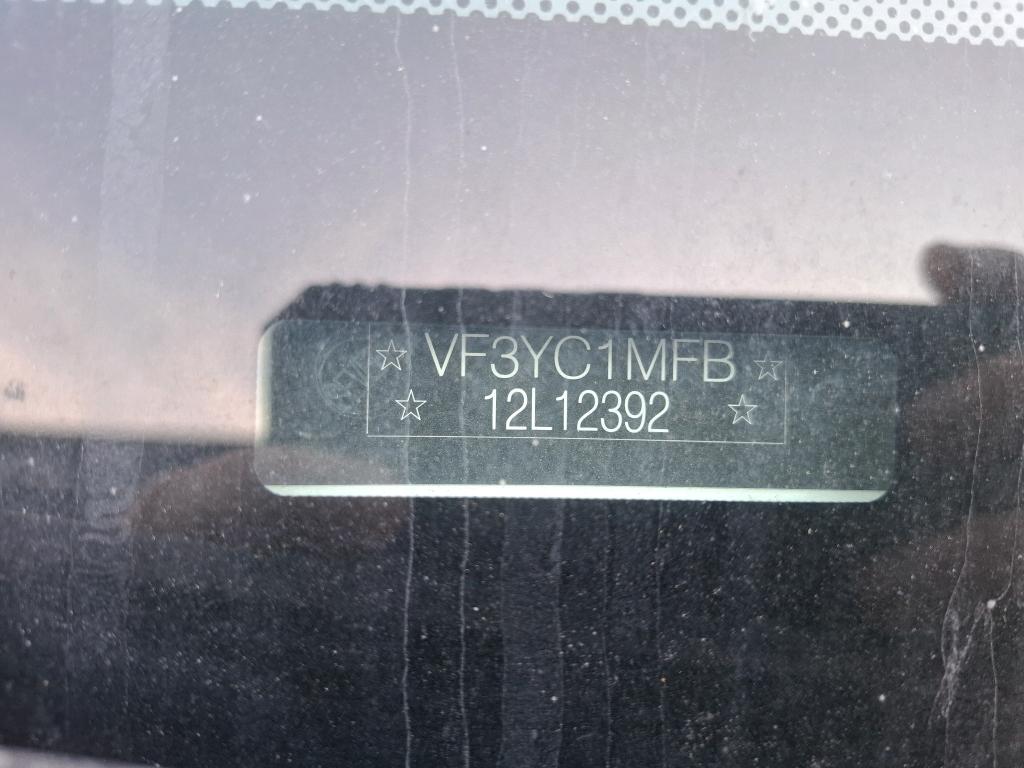 ☆ VF3YC1MFB ☆
☆ 12L12392 ☆